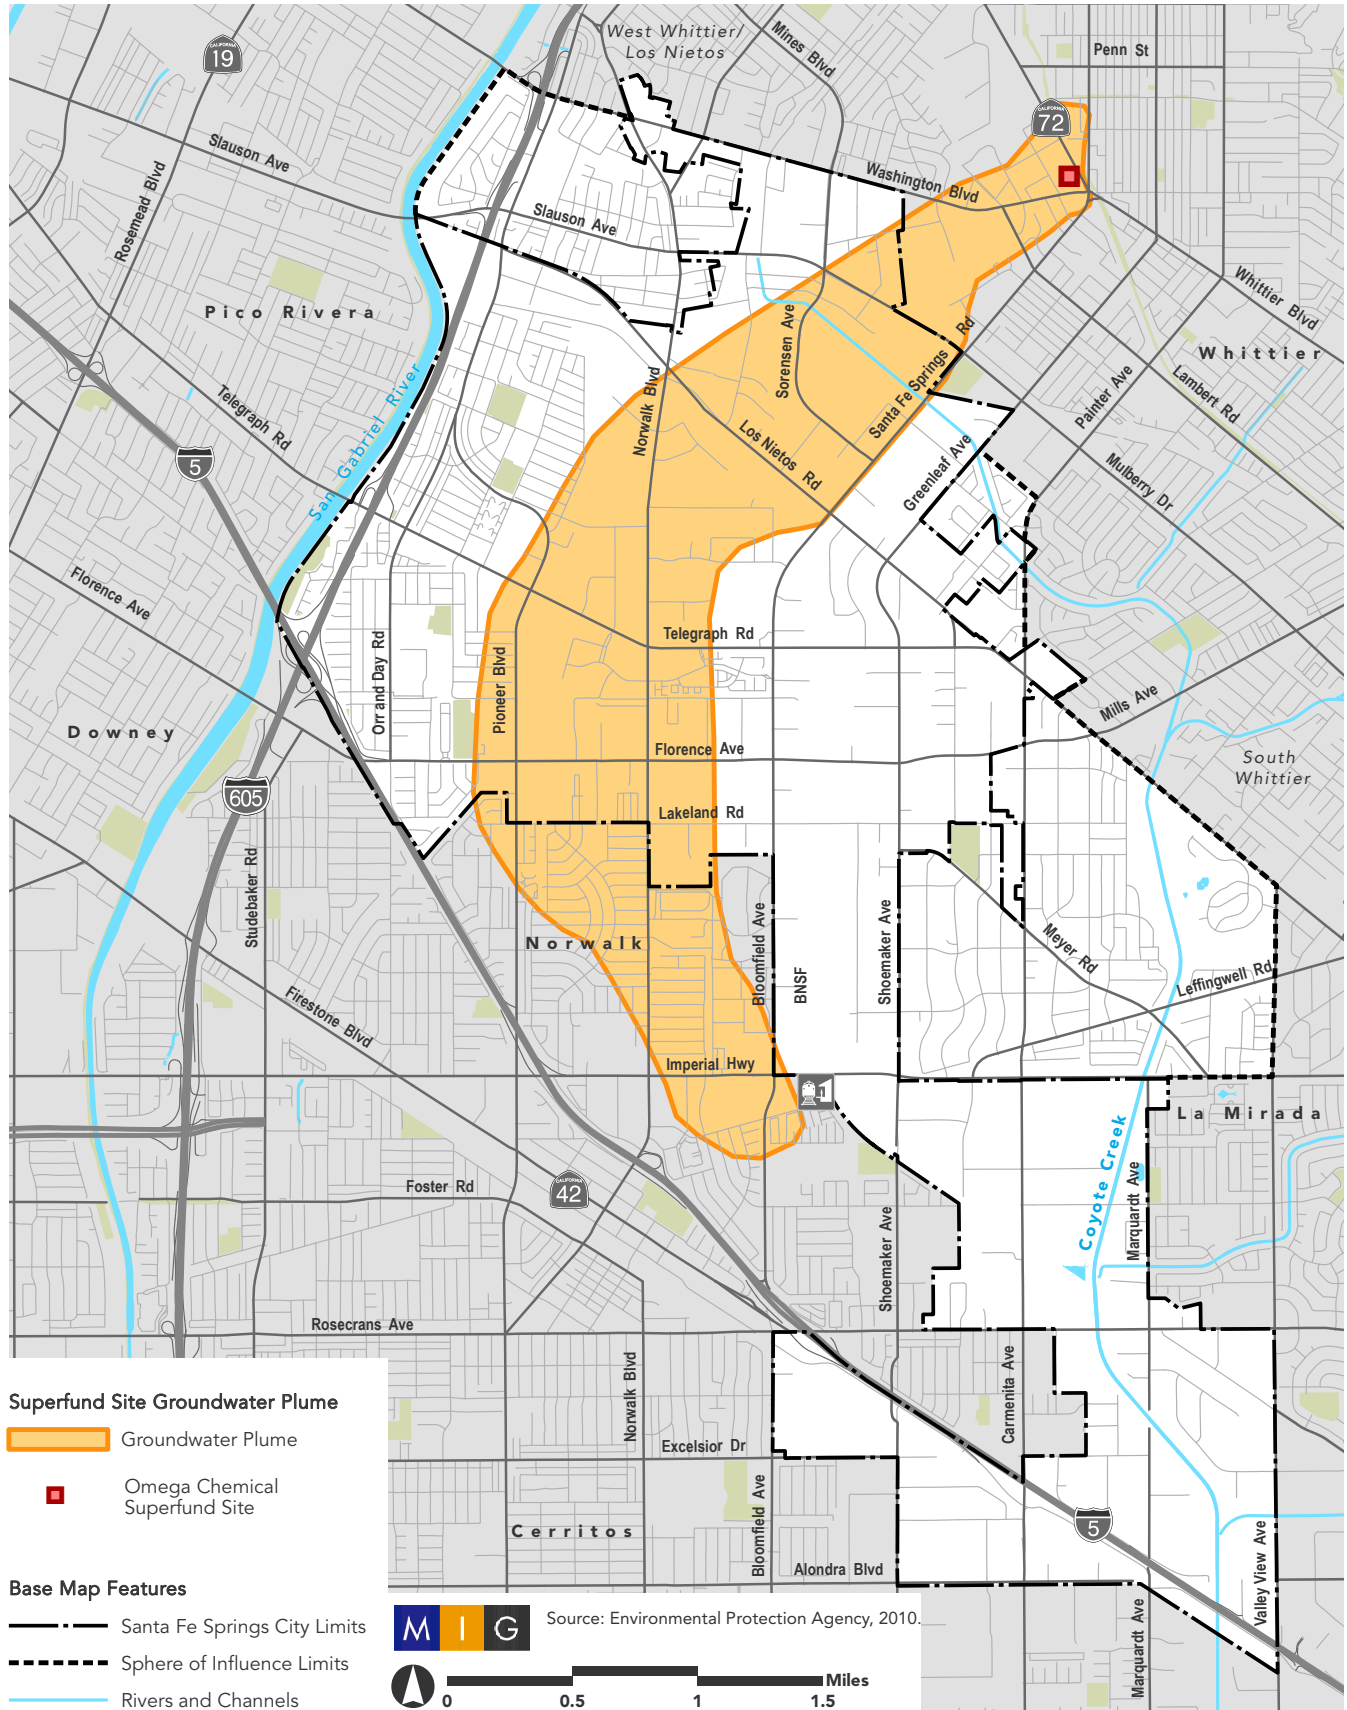 West Whittier/
Los Nietos
Mines Blvd
Penn St
CALIFORNIA
19
CALIFORNIA
72
Slauson Ave
Rosemead Blvd
Washington Blvd
Slauson Ave
Whittier Blvd
Pico Rivera
Sorensen Ave
Santa Fe Springs Rd
Whittier
San Gabriel River
Telegraph Rd
Norwalk Blvd
Painter Ave
Lambert Rd
Los Nietos Rd
Greenleaf Ave
Mulberry Dr
5
Florence Ave
Telegraph Rd
Orr and Day Rd
Pioneer Blvd
Mills Ave
Downey
Florence Ave
South
Whittier
605
Lakeland Rd
Studebaker Rd
Norwalk
Bloomfield Ave
BNSF
Shoemaker Ave
Meyer Rd
Leffingwell Rd
Firestone Blvd
Imperial Hwy
La Mirada
Coyote Creek
Marquardt Ave
Foster Rd
CALIFORNIA
42
Shoemaker Ave
Rosecrans Ave
Norwalk Blvd
Carmenita Ave
Excelsior Dr
Bloomfield Ave
Cerritos
5
Valley View Ave
Alondra Blvd
Marquardt Ave
Superfund Site Groundwater Plume
Groundwater Plume
Omega Chemical
Superfund Site
Base Map Features
Santa Fe Springs City Limits
Sphere of Influence Limits
Rivers and Channels
M I G
Source: Environmental Protection Agency, 2010.
Miles
0 0.5 1 1.5